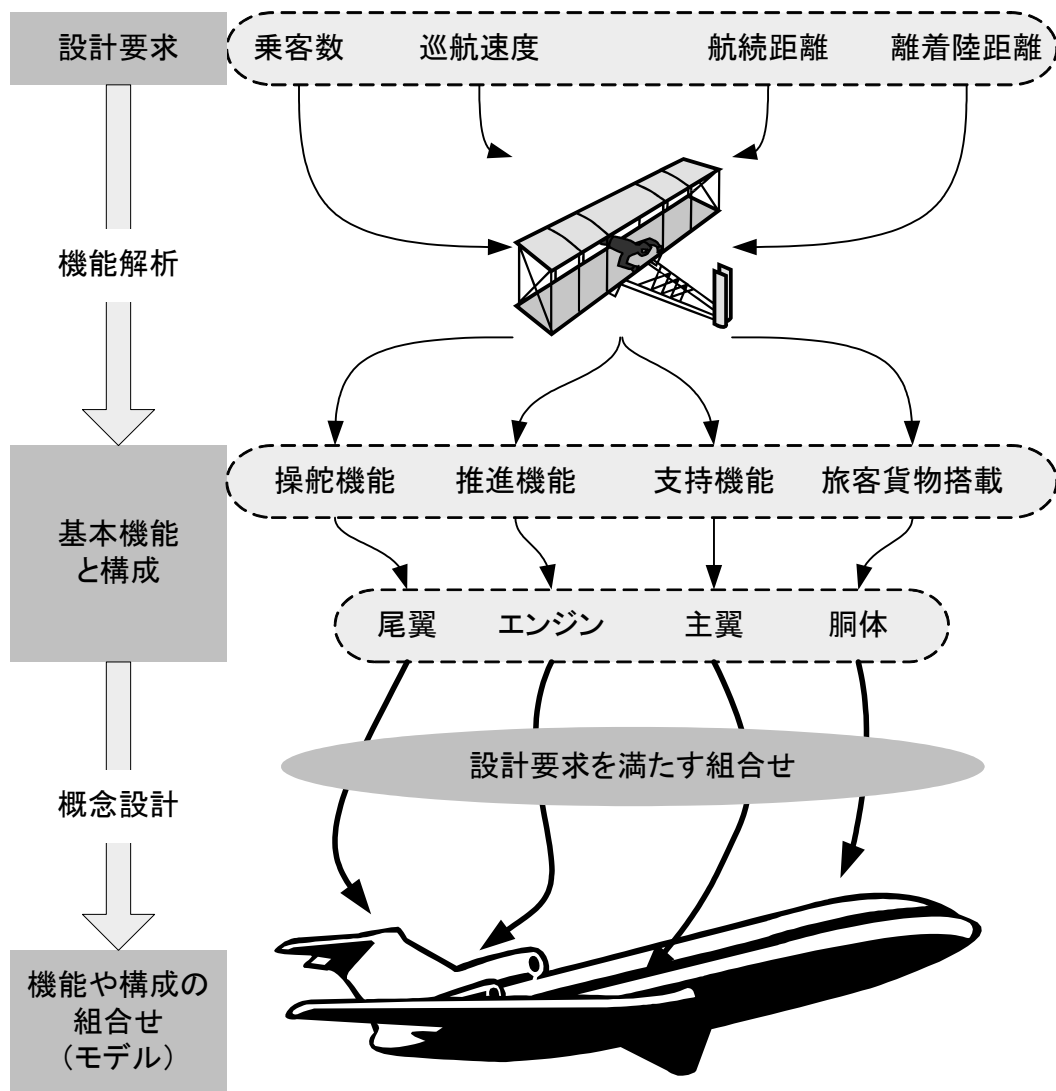 設計要求
乗客数
巡航速度
航続距離
離着陸距離
機能解析
基本機能
と構成
操舵機能
推進機能
支持機能
旅客貨物搭載
尾翼
エンジン
主翼
胴体
設計要求を満たす組合せ
概念設計
機能や構成の
組合せ
（モデル）